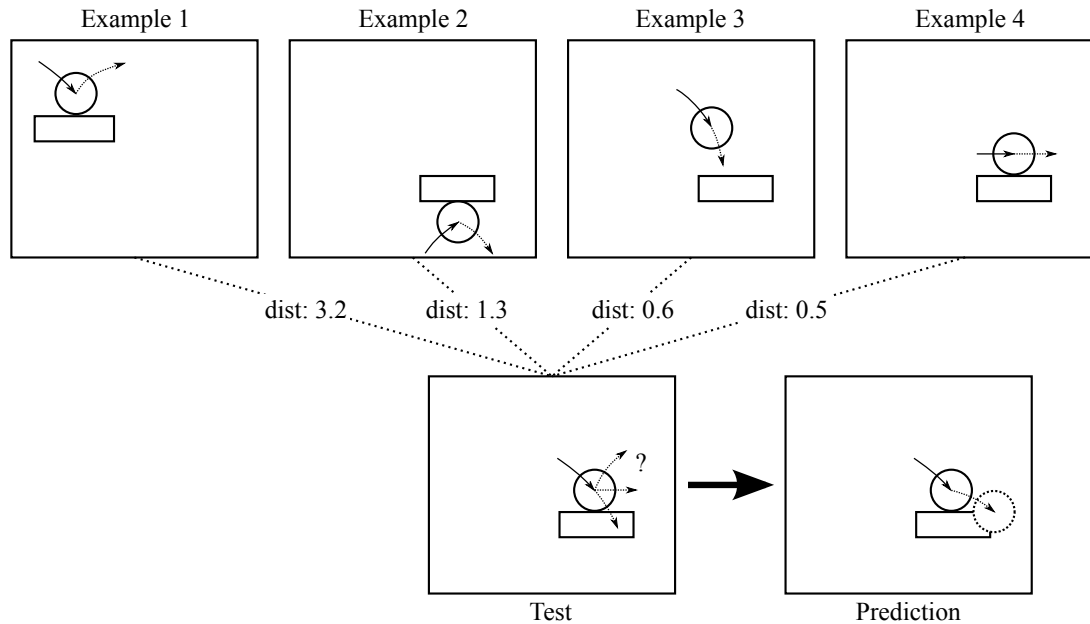 Example 1
Example 2
Example 3
Example 4
dist: 3.2
dist: 1.3
dist: 0.6
dist: 0.5
?
Test
Prediction